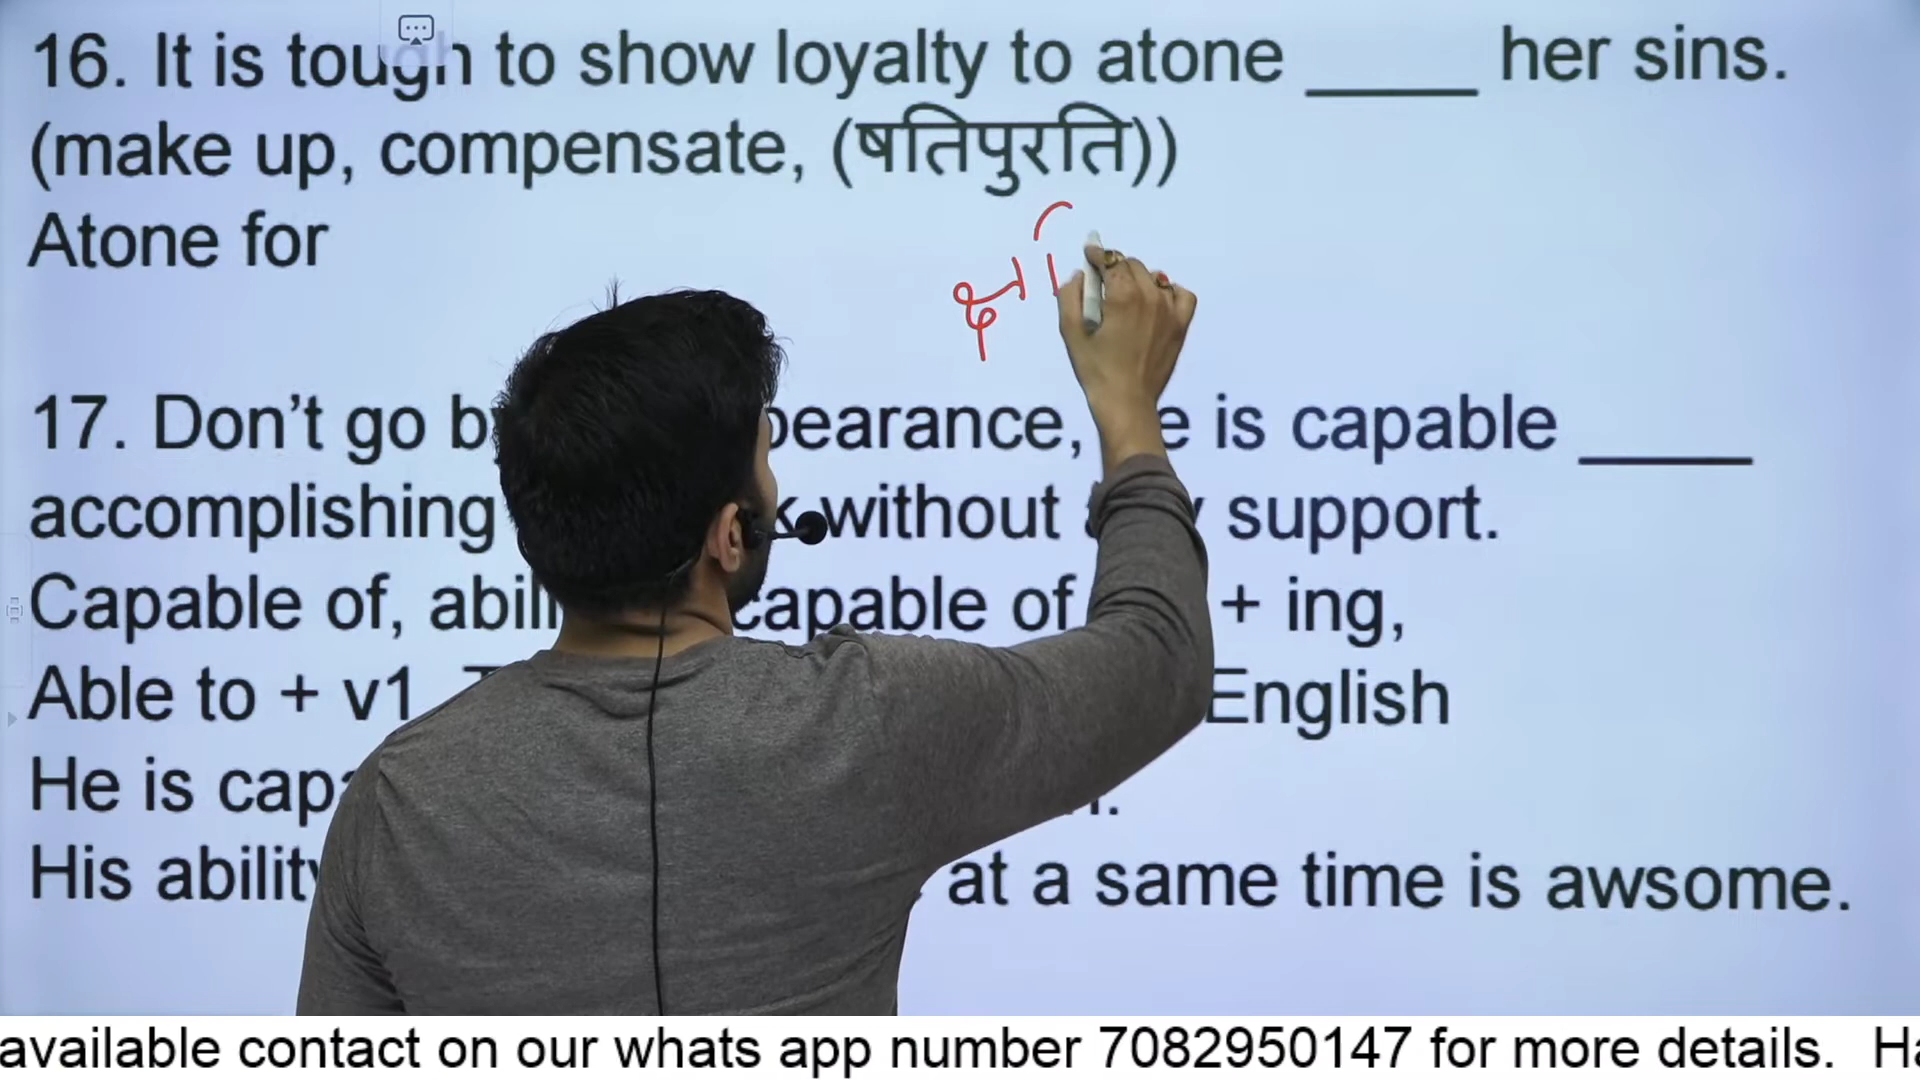 16. It is tough to show loyalty to atone _____ her sins.
(make up, compensate, (षतिपुरति))
Atone for
17. Don't go by pearance, e is capable _____
accomplishing k without support.
Capable of, abil capable of + ing,
Able to + v1 English
He is cap
His ability at a same time is awsome.
available contact on our whats app number 7082950147 for more details. Ha